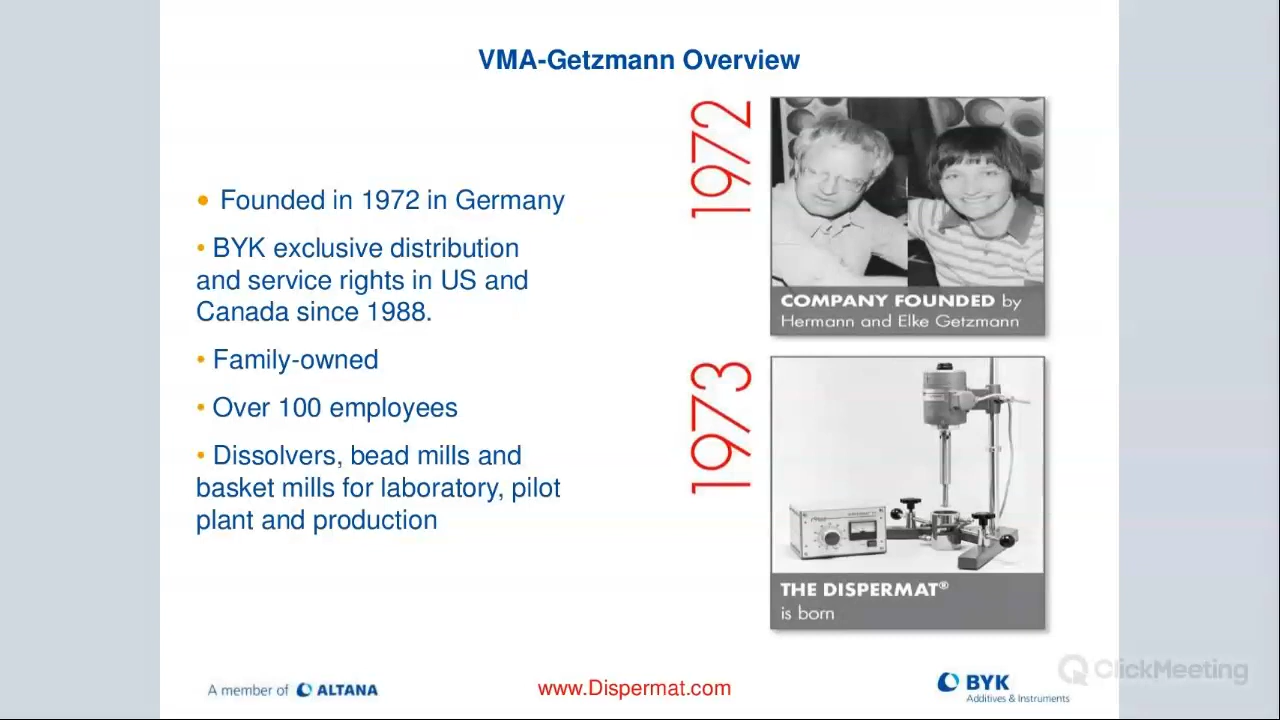 VMA-Getzmann Overview
• Founded in 1972 in Germany
• BYK exclusive distribution
and service rights in US and
Canada since 1988.
• Family-owned
• Over 100 employees
• Dissolvers, bead mills and
basket mills for laboratory, pilot
plant and production
1972
COMPANY FOUNDED by
Hermann and Elke Getzmann
1973
THE DISPERMAT®
is born
A member of ALTANA
www.Dispermat.com
BYK
Additives & Instruments
ClickMeeting